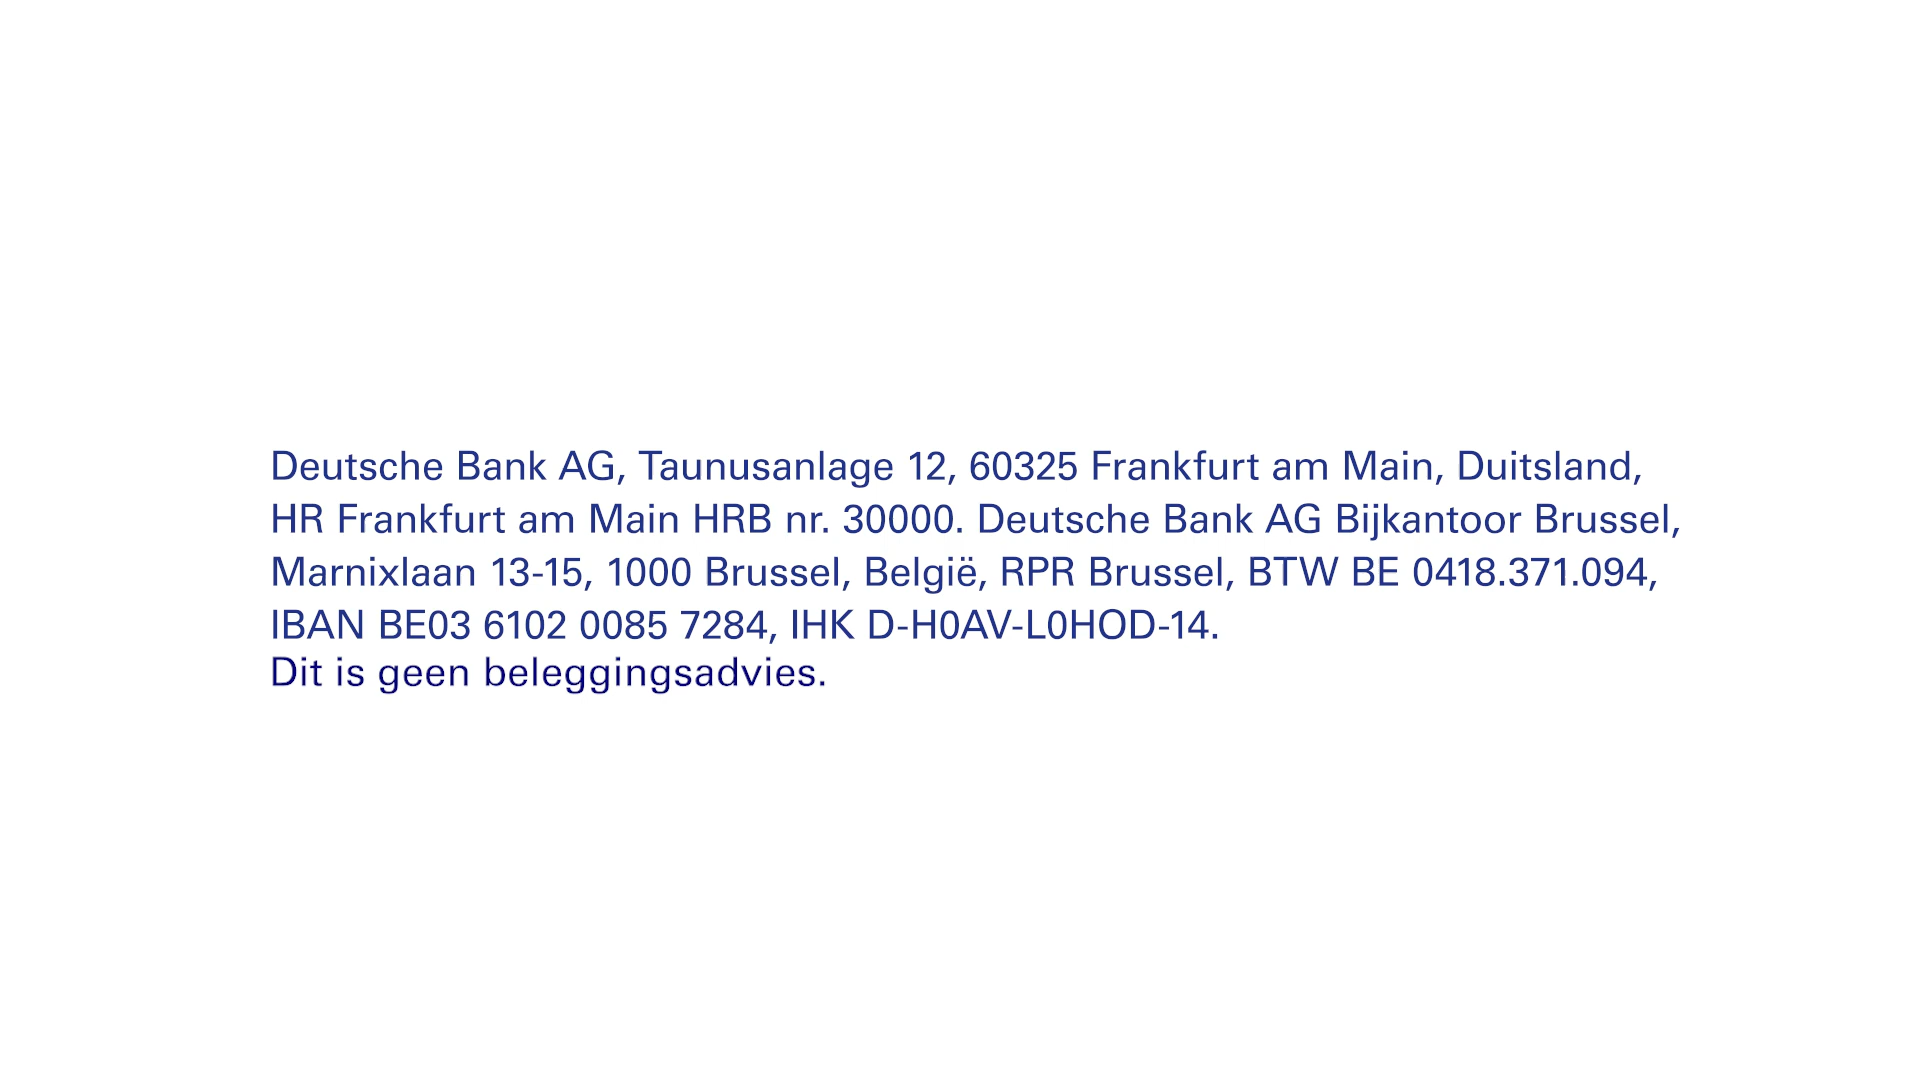 Deutsche Bank AG, Taunusanlage 12, 60325 Frankfurt am Main, Duitsland,
HR Frankfurt am Main HRB nr. 30000. Deutsche Bank AG Bijkantoor Brussel,
Marnixlaan 13-15, 1000 Brussel, België, RPR Brussel, BTW BE 0418.371.094,
IBAN BE03 6102 0085 7284, IHK D-H0AV-L0HOD-14.
Dit is geen beleggingsadvies.